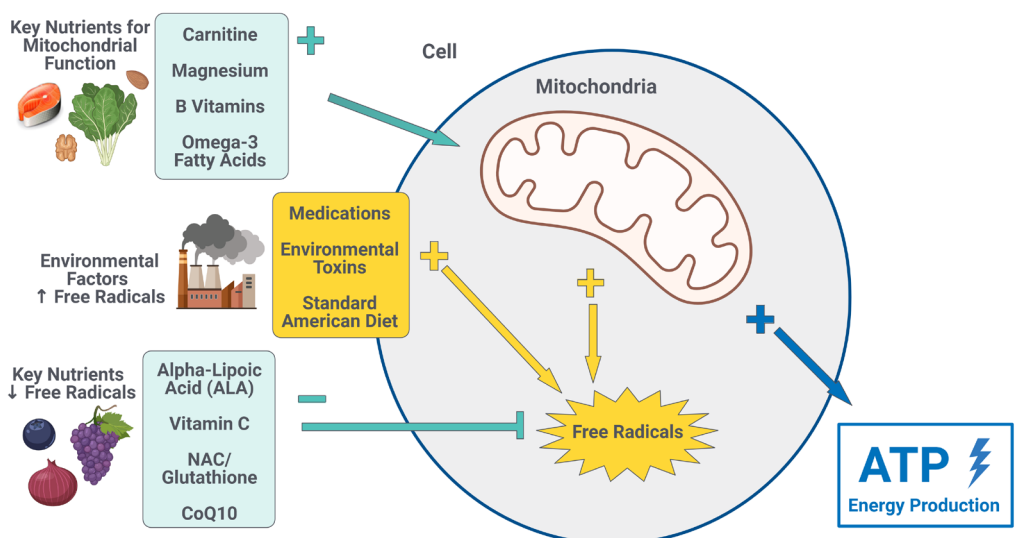 Key Nutrients for
Mitochondrial
Function
Carnitine
Magnesium
B Vitamins
Omega-3
Fatty Acids
+
Cell
Mitochondria
Environmental
Factors
↑ Free Radicals
Medications
Environmental
Toxins
Standard
American Diet
+
+
+
Key Nutrients
↓ Free Radicals
Alpha-Lipoic
Acid (ALA)
Vitamin C
NAC/
Glutathione
CoQ10
−
Free Radicals
ATP
Energy Production